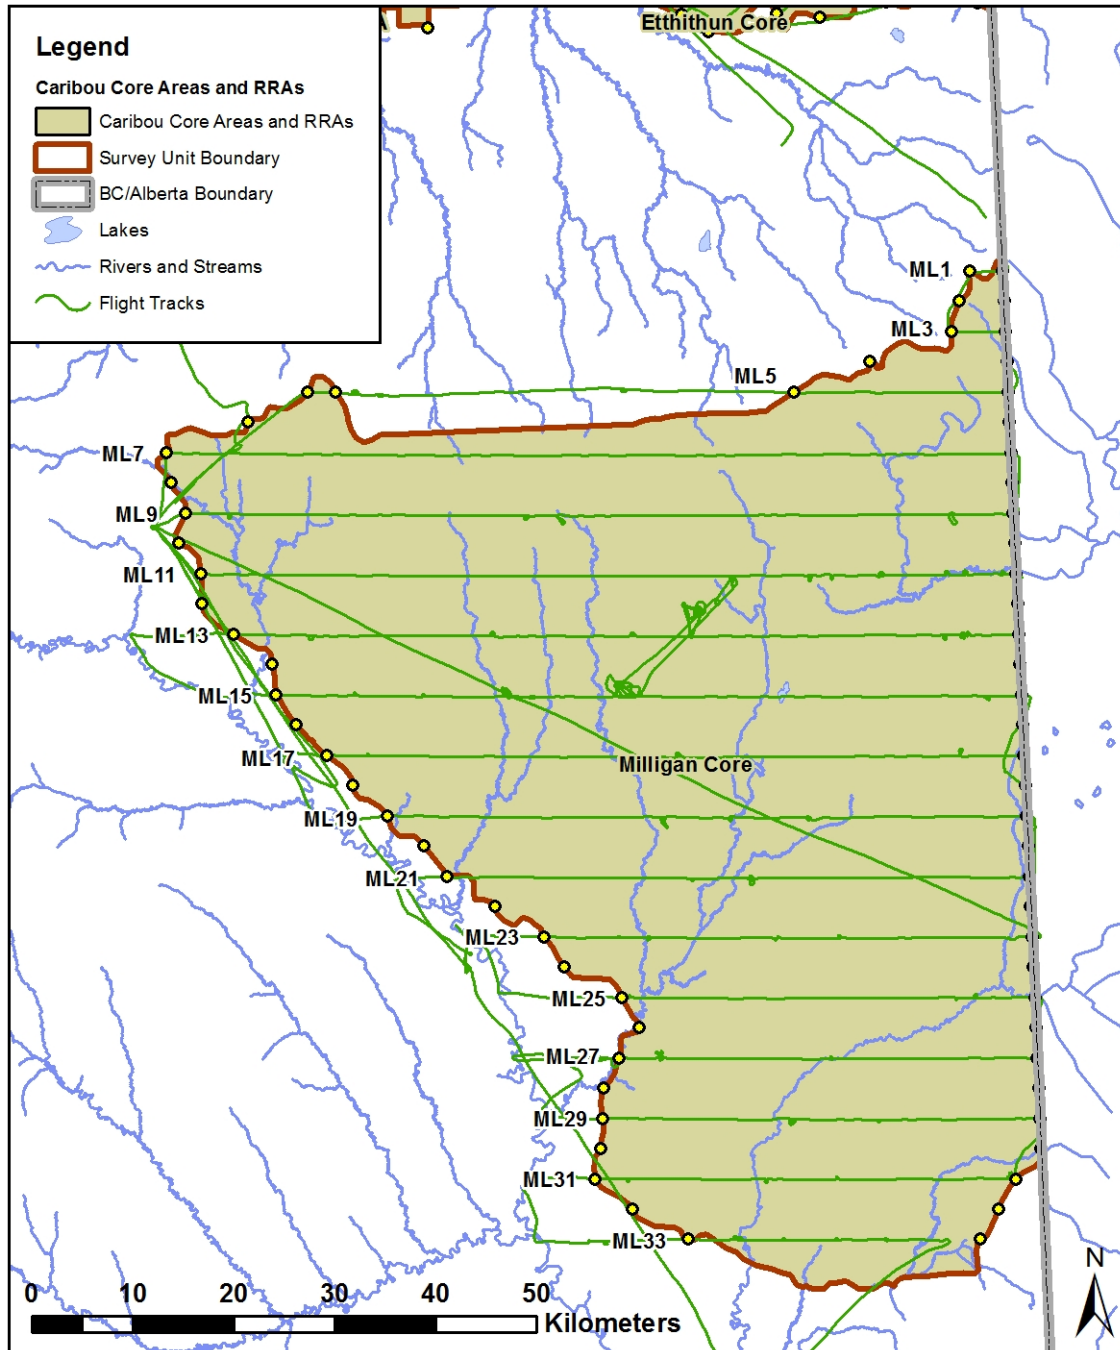 Etthithun Core
A
Legend
Caribou Core Areas and RRAs
Caribou Core Areas and RRAs
Survey Unit Boundary
BC/Alberta Boundary
Lakes
Rivers and Streams
Flight Tracks
ML1
ML3
ML5
ML7
ML9
ML11
ML13
ML15
ML17
Milligan Core
ML19
ML21
ML23
ML25
ML27
ML29
ML31
ML33
N
0 10 20 30 40 50
Kilometers